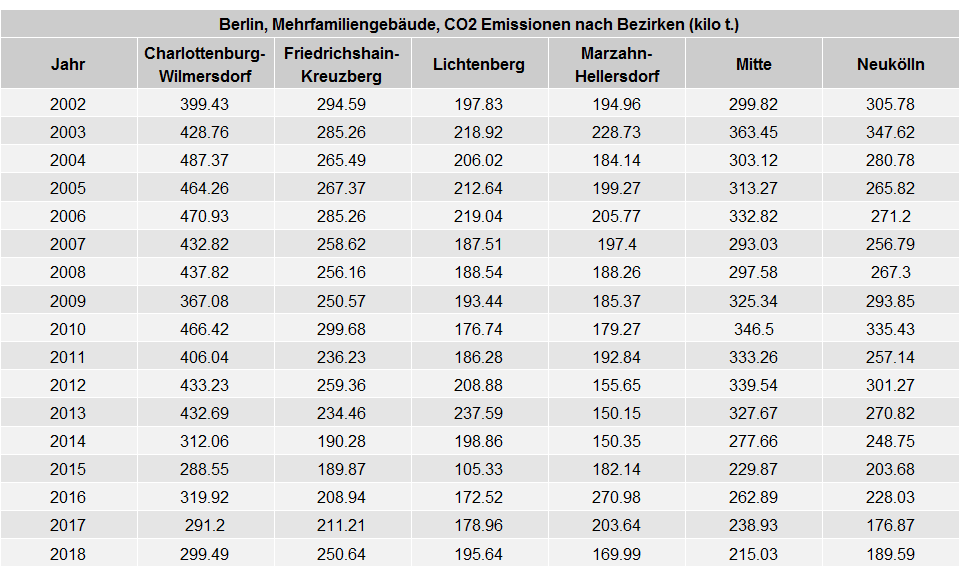 Berlin, Mehrfamiliengebäude, CO2 Emissionen nach Bezirken (kilo t.)
Jahr Charlottenburg-Wilmersdorf Friedrichshain-Kreuzberg Lichtenberg Marzahn-Hellersdorf Mitte Neukölln
2002 399.43 294.59 197.83 194.96 299.82 305.78
2003 428.76 285.26 218.92 228.73 363.45 347.62
2004 487.37 265.49 206.02 184.14 303.12 280.78
2005 464.26 267.37 212.64 199.27 313.27 265.82
2006 470.93 285.26 219.04 205.77 332.82 271.2
2007 432.82 258.62 187.51 197.4 293.03 256.79
2008 437.82 256.16 188.54 188.26 297.58 267.3
2009 367.08 250.57 193.44 185.37 325.34 293.85
2010 466.42 299.68 176.74 179.27 346.5 335.43
2011 406.04 236.23 186.28 192.84 333.26 257.14
2012 433.23 259.36 208.88 155.65 339.54 301.27
2013 432.69 234.46 237.59 150.15 327.67 270.82
2014 312.06 190.28 198.86 150.35 277.66 248.75
2015 288.55 189.87 105.33 182.14 229.87 203.68
2016 319.92 208.94 172.52 270.98 262.89 228.03
2017 291.2 211.21 178.96 203.64 238.93 176.87
2018 299.49 250.64 195.64 169.99 215.03 189.59